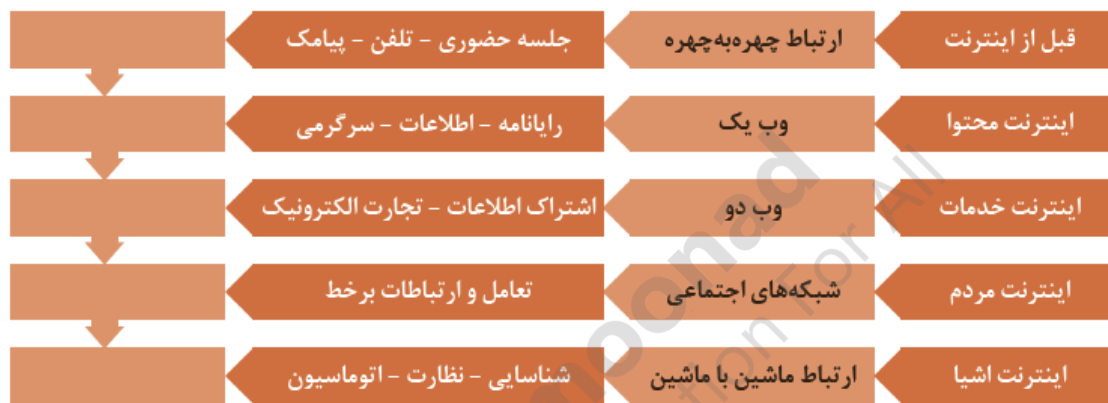 قبل از اینترنت
ارتباط چهره‌به‌چهره
جلسه حضوری - تلفن - پیامک
اینترنت محتوا
وب یک
رایانامه - اطلاعات - سرگرمی
اینترنت خدمات
وب دو
اشتراک اطلاعات - تجارت الکترونیک
اینترنت مردم
شبکه‌های اجتماعی
تعامل و ارتباطات برخط
اینترنت اشیا
ارتباط ماشین با ماشین
شناسایی - نظارت - اتوماسیون
For All